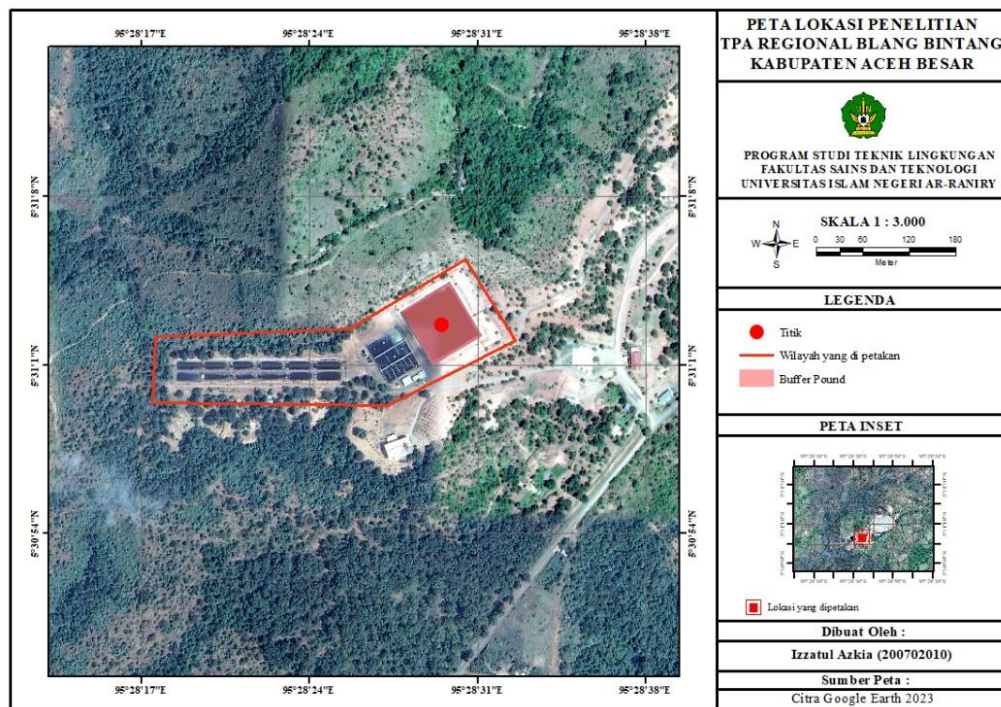 PETA LOKASI PENELITIAN
TPA REGIONAL BLANG BINTANG
KABUPATEN ACEH BESAR
PROGRAM STUDI TEKNIK LINGKUNGAN
FAKULTAS SAINS DAN TEKNOLOGI
UNIVERSITAS ISLAM NEGERI AR-RANIRY
SKALA 1 : 3.000
N
W E
S
0 30 60 120 180
Meter
LEGENDA
Titik
Wilayah yang di petakan
Buffer Pound
PETA INSET
Lokasi yang dipetakan
Dibuat Oleh :
Izzatul Azkia (200702010)
Sumber Peta :
Citra Google Earth 2023
95°28'17"E 95°28'24"E 95°28'31"E 95°28'38"E
5°31'8"N 5°31'8"N
5°31'1"N 5°31'1"N
5°30'54"N 5°30'54"N
95°28'17"E 95°28'24"E 95°28'31"E 95°28'38"E